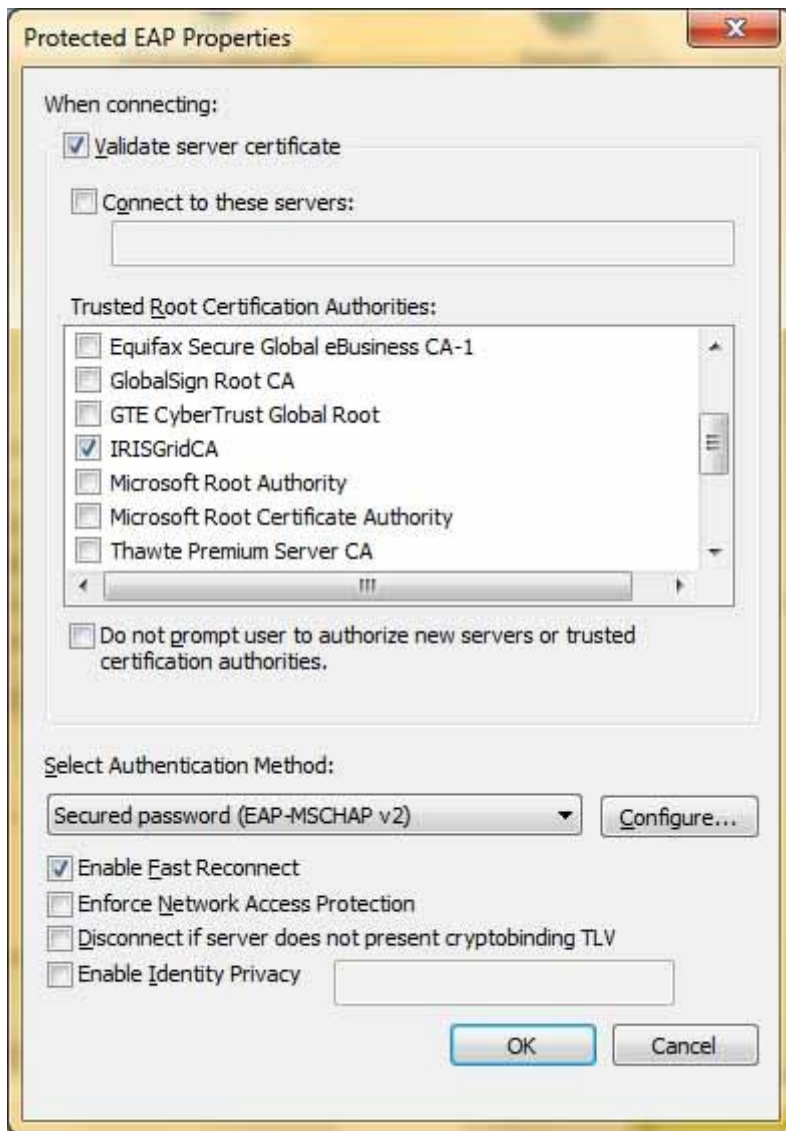 Protected EAP Properties
When connecting:
Validate server certificate
Connect to these servers:
Trusted Root Certification Authorities:
Equifax Secure Global eBusiness CA-1
GlobalSign Root CA
GTE CyberTrust Global Root
IRISGridCA
Microsoft Root Authority
Microsoft Root Certificate Authority
Thawte Premium Server CA
Do not prompt user to authorize new servers or trusted
certification authorities.
Select Authentication Method:
Secured password (EAP-MSCHAP v2)
Configure...
Enable Fast Reconnect
Enforce Network Access Protection
Disconnect if server does not present cryptobinding TLV
Enable Identity Privacy
OK
Cancel